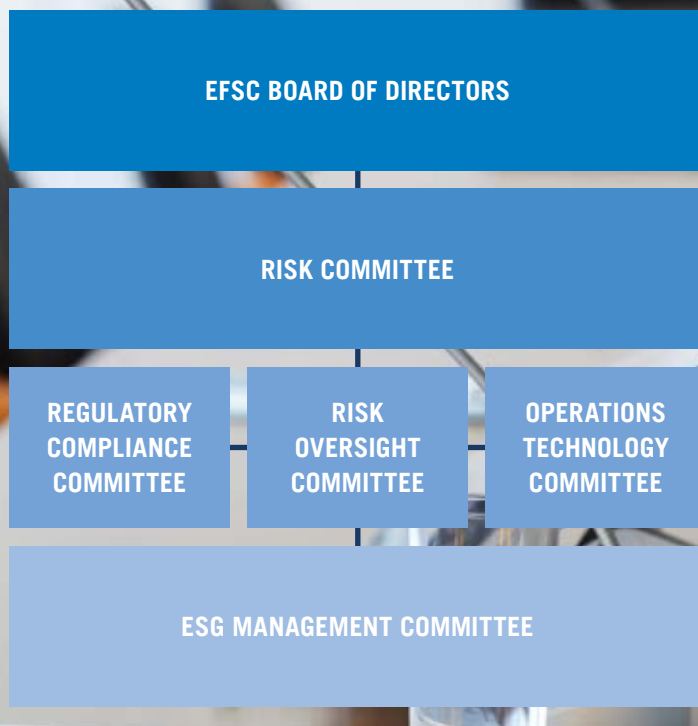 EFSC BOARD OF DIRECTORS
RISK COMMITTEE
REGULATORY
COMPLIANCE
COMMITTEE
RISK
OVERSIGHT
COMMITTEE
OPERATIONS
TECHNOLOGY
COMMITTEE
ESG MANAGEMENT COMMITTEE